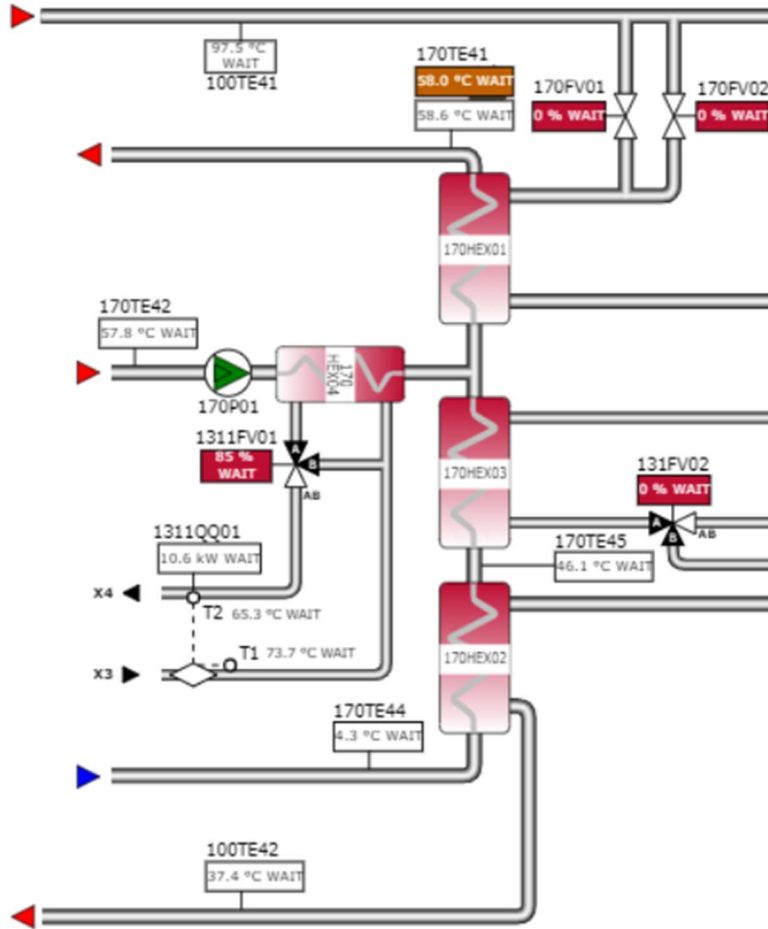 97.5 °C
WAIT
100TE41
170TE41
58.0 °C WAIT
58.6 °C WAIT
170FV01
0 % WAIT
170FV02
0 % WAIT
170HEX01
170TE42
57.8 °C WAIT
170P01
170
HEX04
1311FV01
85 %
WAIT
A
B
AB
170HEX03
131FV02
0 % WAIT
A
B
AB
1311QQ01
10.6 kW WAIT
170TE45
46.1 °C WAIT
X4
T2 65.3 °C WAIT
T1 73.7 °C WAIT
X3
170HEX02
170TE44
4.3 °C WAIT
100TE42
37.4 °C WAIT